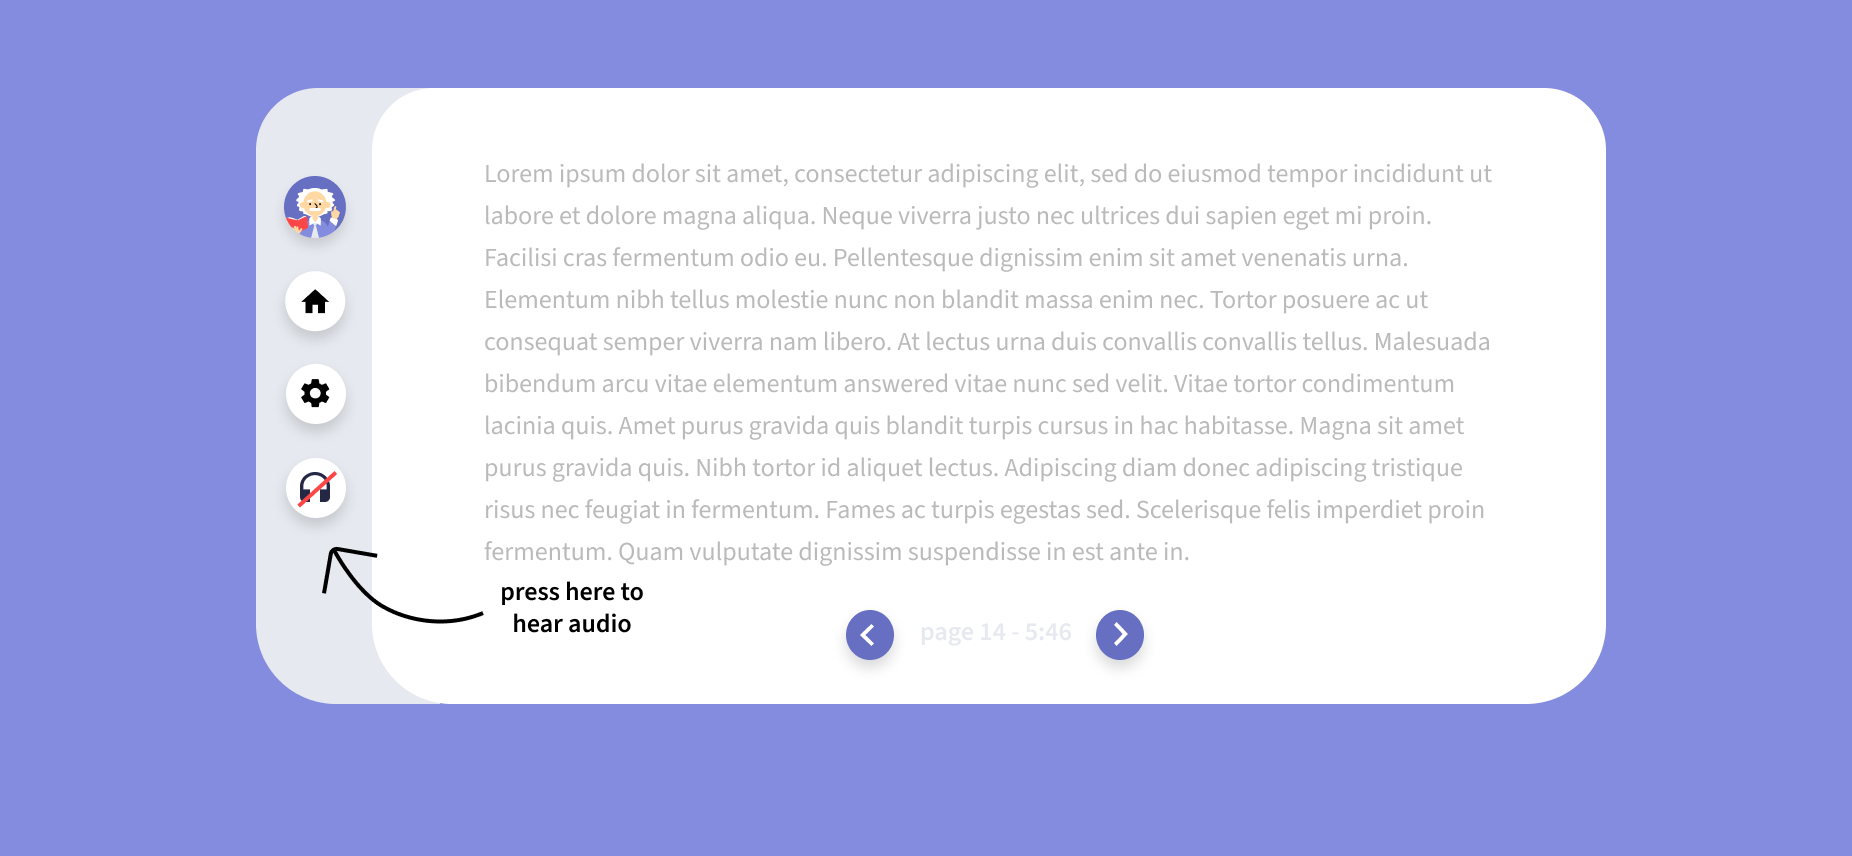 Lorem ipsum dolor sit amet, consectetur adipiscing elit, sed do eiusmod tempor incididunt ut
labore et dolore magna aliqua. Neque viverra justo nec ultrices dui sapien eget mi proin.
Facilisi cras fermentum odio eu. Pellentesque dignissim enim sit amet venenatis urna.
Elementum nibh tellus molestie nunc non blandit massa enim nec. Tortor posuere ac ut
consequat semper viverra nam libero. At lectus urna duis convallis convallis tellus. Malesuada
bibendum arcu vitae elementum answered vitae nunc sed velit. Vitae tortor condimentum
lacinia quis. Amet purus gravida quis blandit turpis cursus in hac habitasse. Magna sit amet
purus gravida quis. Nibh tortor id aliquet lectus. Adipiscing diam donec adipiscing tristique
risus nec feugiat in fermentum. Fames ac turpis egestas sed. Scelerisque felis imperdiet proin
fermentum. Quam vulputate dignissim suspendisse in est ante in.
press here to
hear audio
page 14 - 5:46